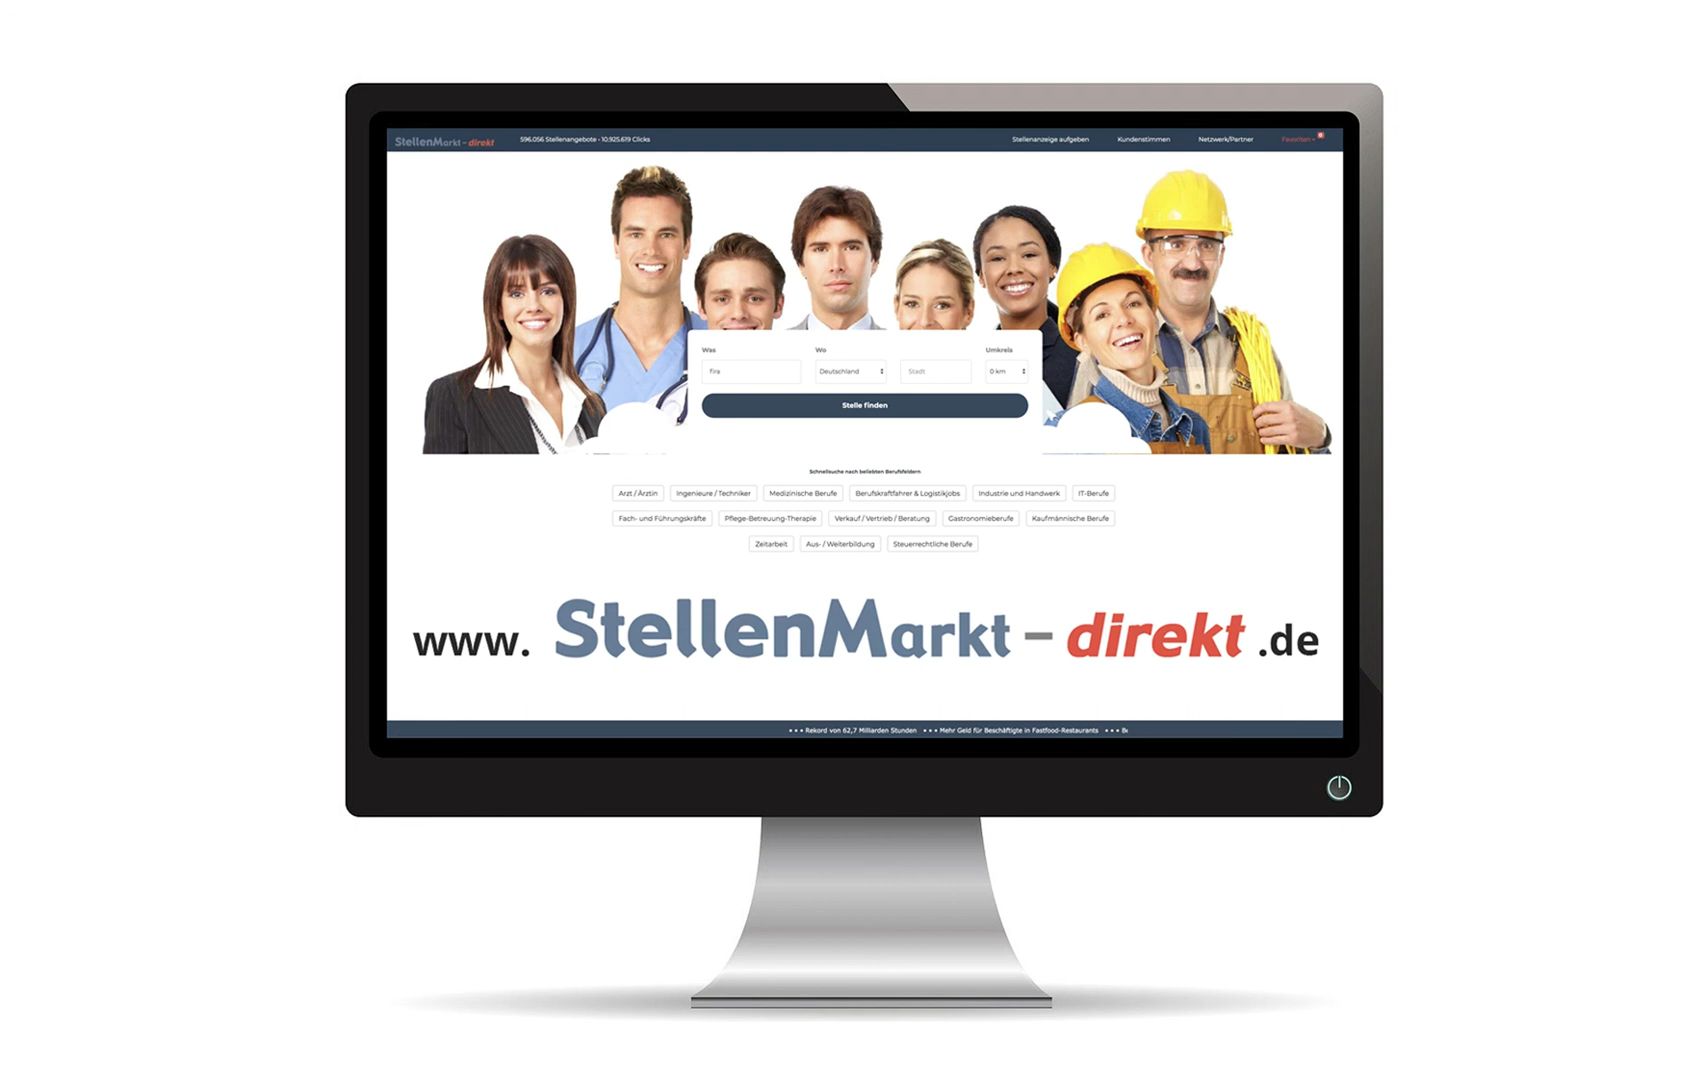 StellenMarkt-direkt 596.056 Stellenangebote • 10.925.619 Clicks Stellenanzeige aufgeben Kundenstimmen Netzwerk/Partner Favoriten
Was Wo Umkreis
fira Deutschland Stadt 0 km
Stelle finden
Schnellsuche nach beliebten Berufsfeldern
Arzt / Ärztin Ingenieure / Techniker Medizinische Berufe Berufskraftfahrer & Logistikjobs Industrie und Handwerk IT-Berufe
Fach- und Führungskräfte Pflege-Betreuung-Therapie Verkauf / Vertrieb / Beratung Gastronomieberufe Kaufmännische Berufe
Zeitarbeit Aus- / Weiterbildung Steuerrechtliche Berufe
www. StellenMarkt-direkt .de
••• Rekord von 62,7 Milliarden Stunden ••• Mehr Geld für Beschäftigte in Fastfood-Restaurants ••• Be